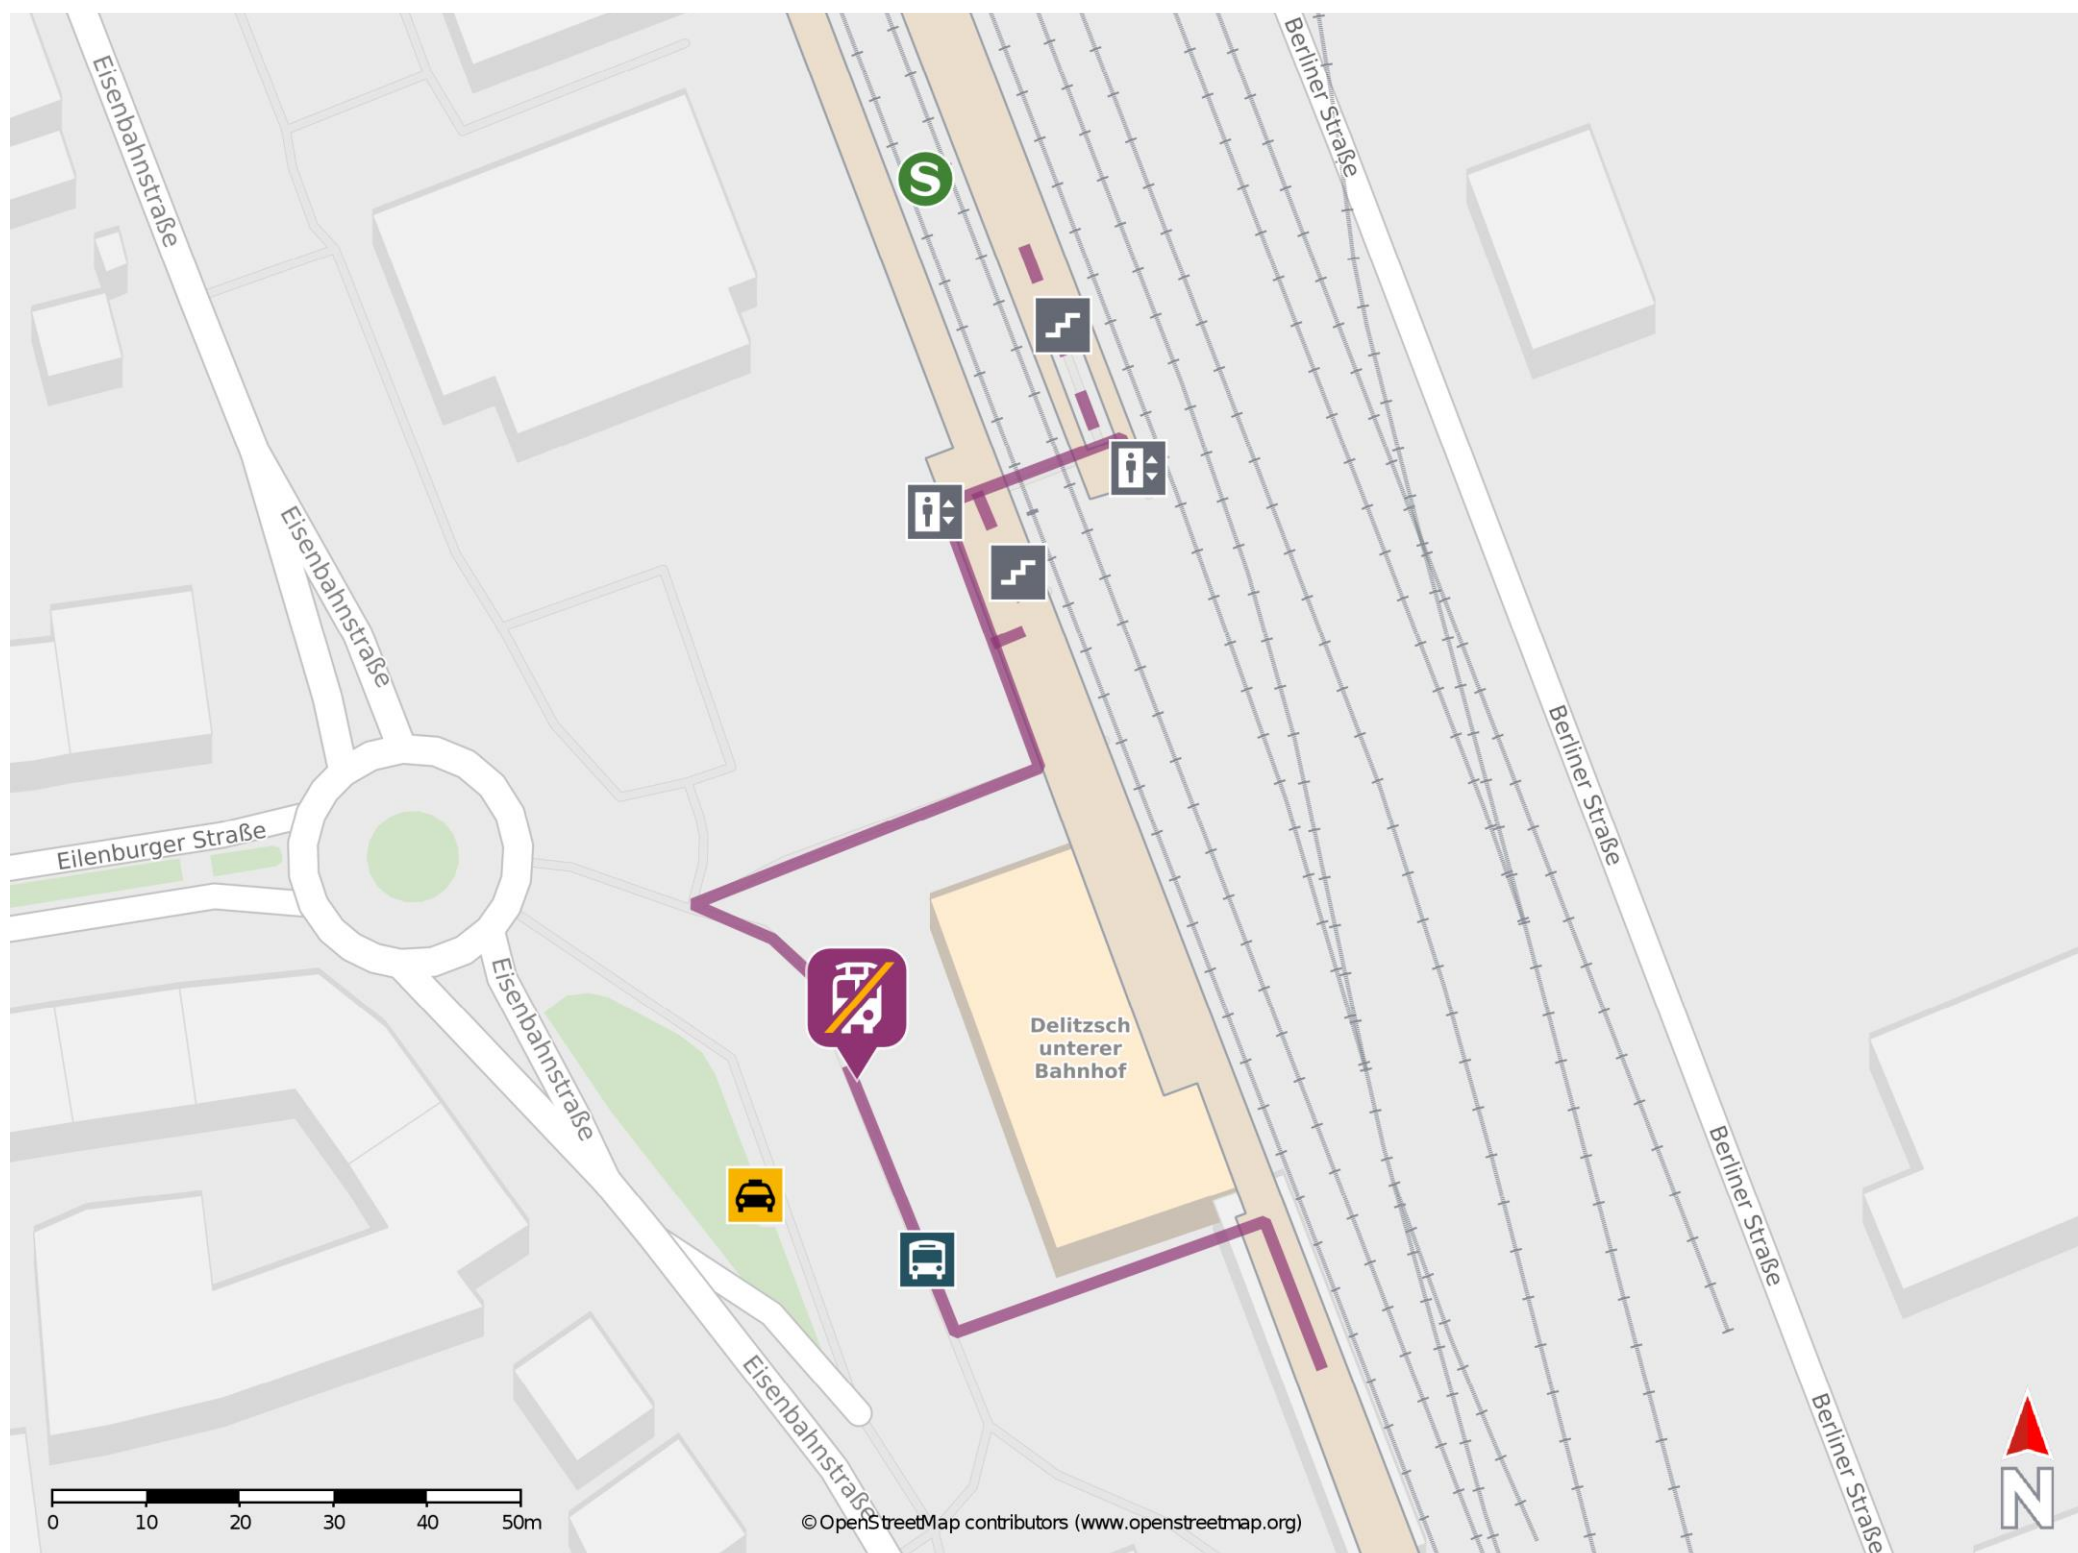 Berliner Straße
Eisenbahnstraße
S
Eisenbahnstraße
Berliner Straße
Eilenburger Straße
Eisenbahnstraße
Delitzsch
unterer
Bahnhof
Berliner Straße
Eisenbahnstraße
Berliner Straße
N
0 10 20 30 40 50m
© OpenStreetMap contributors (www.openstreetmap.org)